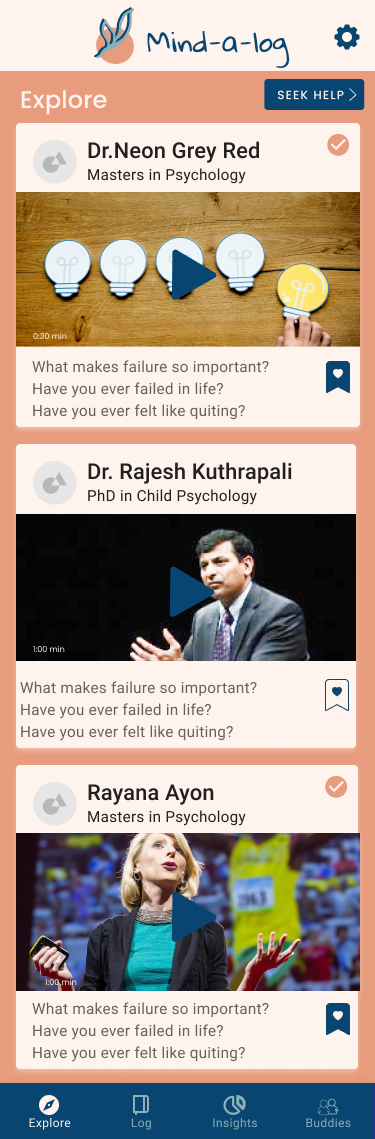 Mind-a-log
Explore
SEEK HELP
Dr.Neon Grey Red
Masters in Psychology
0:30 min
What makes failure so important?
Have you ever failed in life?
Have you ever felt like quiting?
Dr. Rajesh Kuthrapali
PhD in Child Psychology
1:00 min
What makes failure so important?
Have you ever failed in life?
Have you ever felt like quiting?
Rayana Ayon
Masters in Psychology
1:00 min
What makes failure so important?
Have you ever failed in life?
Have you ever felt like quiting?
Explore
Log
Insights
Buddies